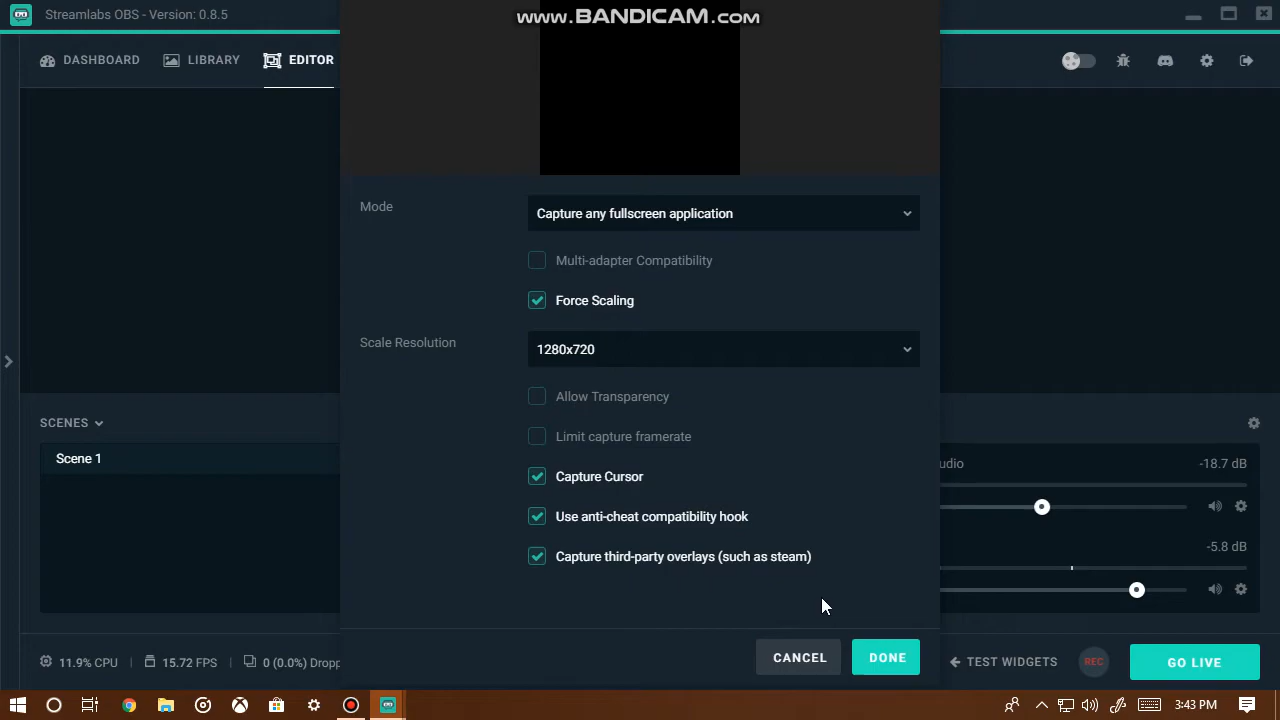 Streamlabs OBS - Version: 0.8.5
www.BANDICAM.com
DASHBOARD
LIBRARY
EDITOR
Mode
Capture any fullscreen application
Multi-adapter Compatibility
Force Scaling
Scale Resolution
1280x720
Allow Transparency
Limit capture framerate
Capture Cursor
Use anti-cheat compatibility hook
Capture third-party overlays (such as steam)
CANCEL
DONE
SCENES
Scene 1
udio
-18.7 dB
-5.8 dB
11.9% CPU
15.72 FPS
0 (0.0%) Dropp
TEST WIDGETS
REC
GO LIVE
3:43 PM